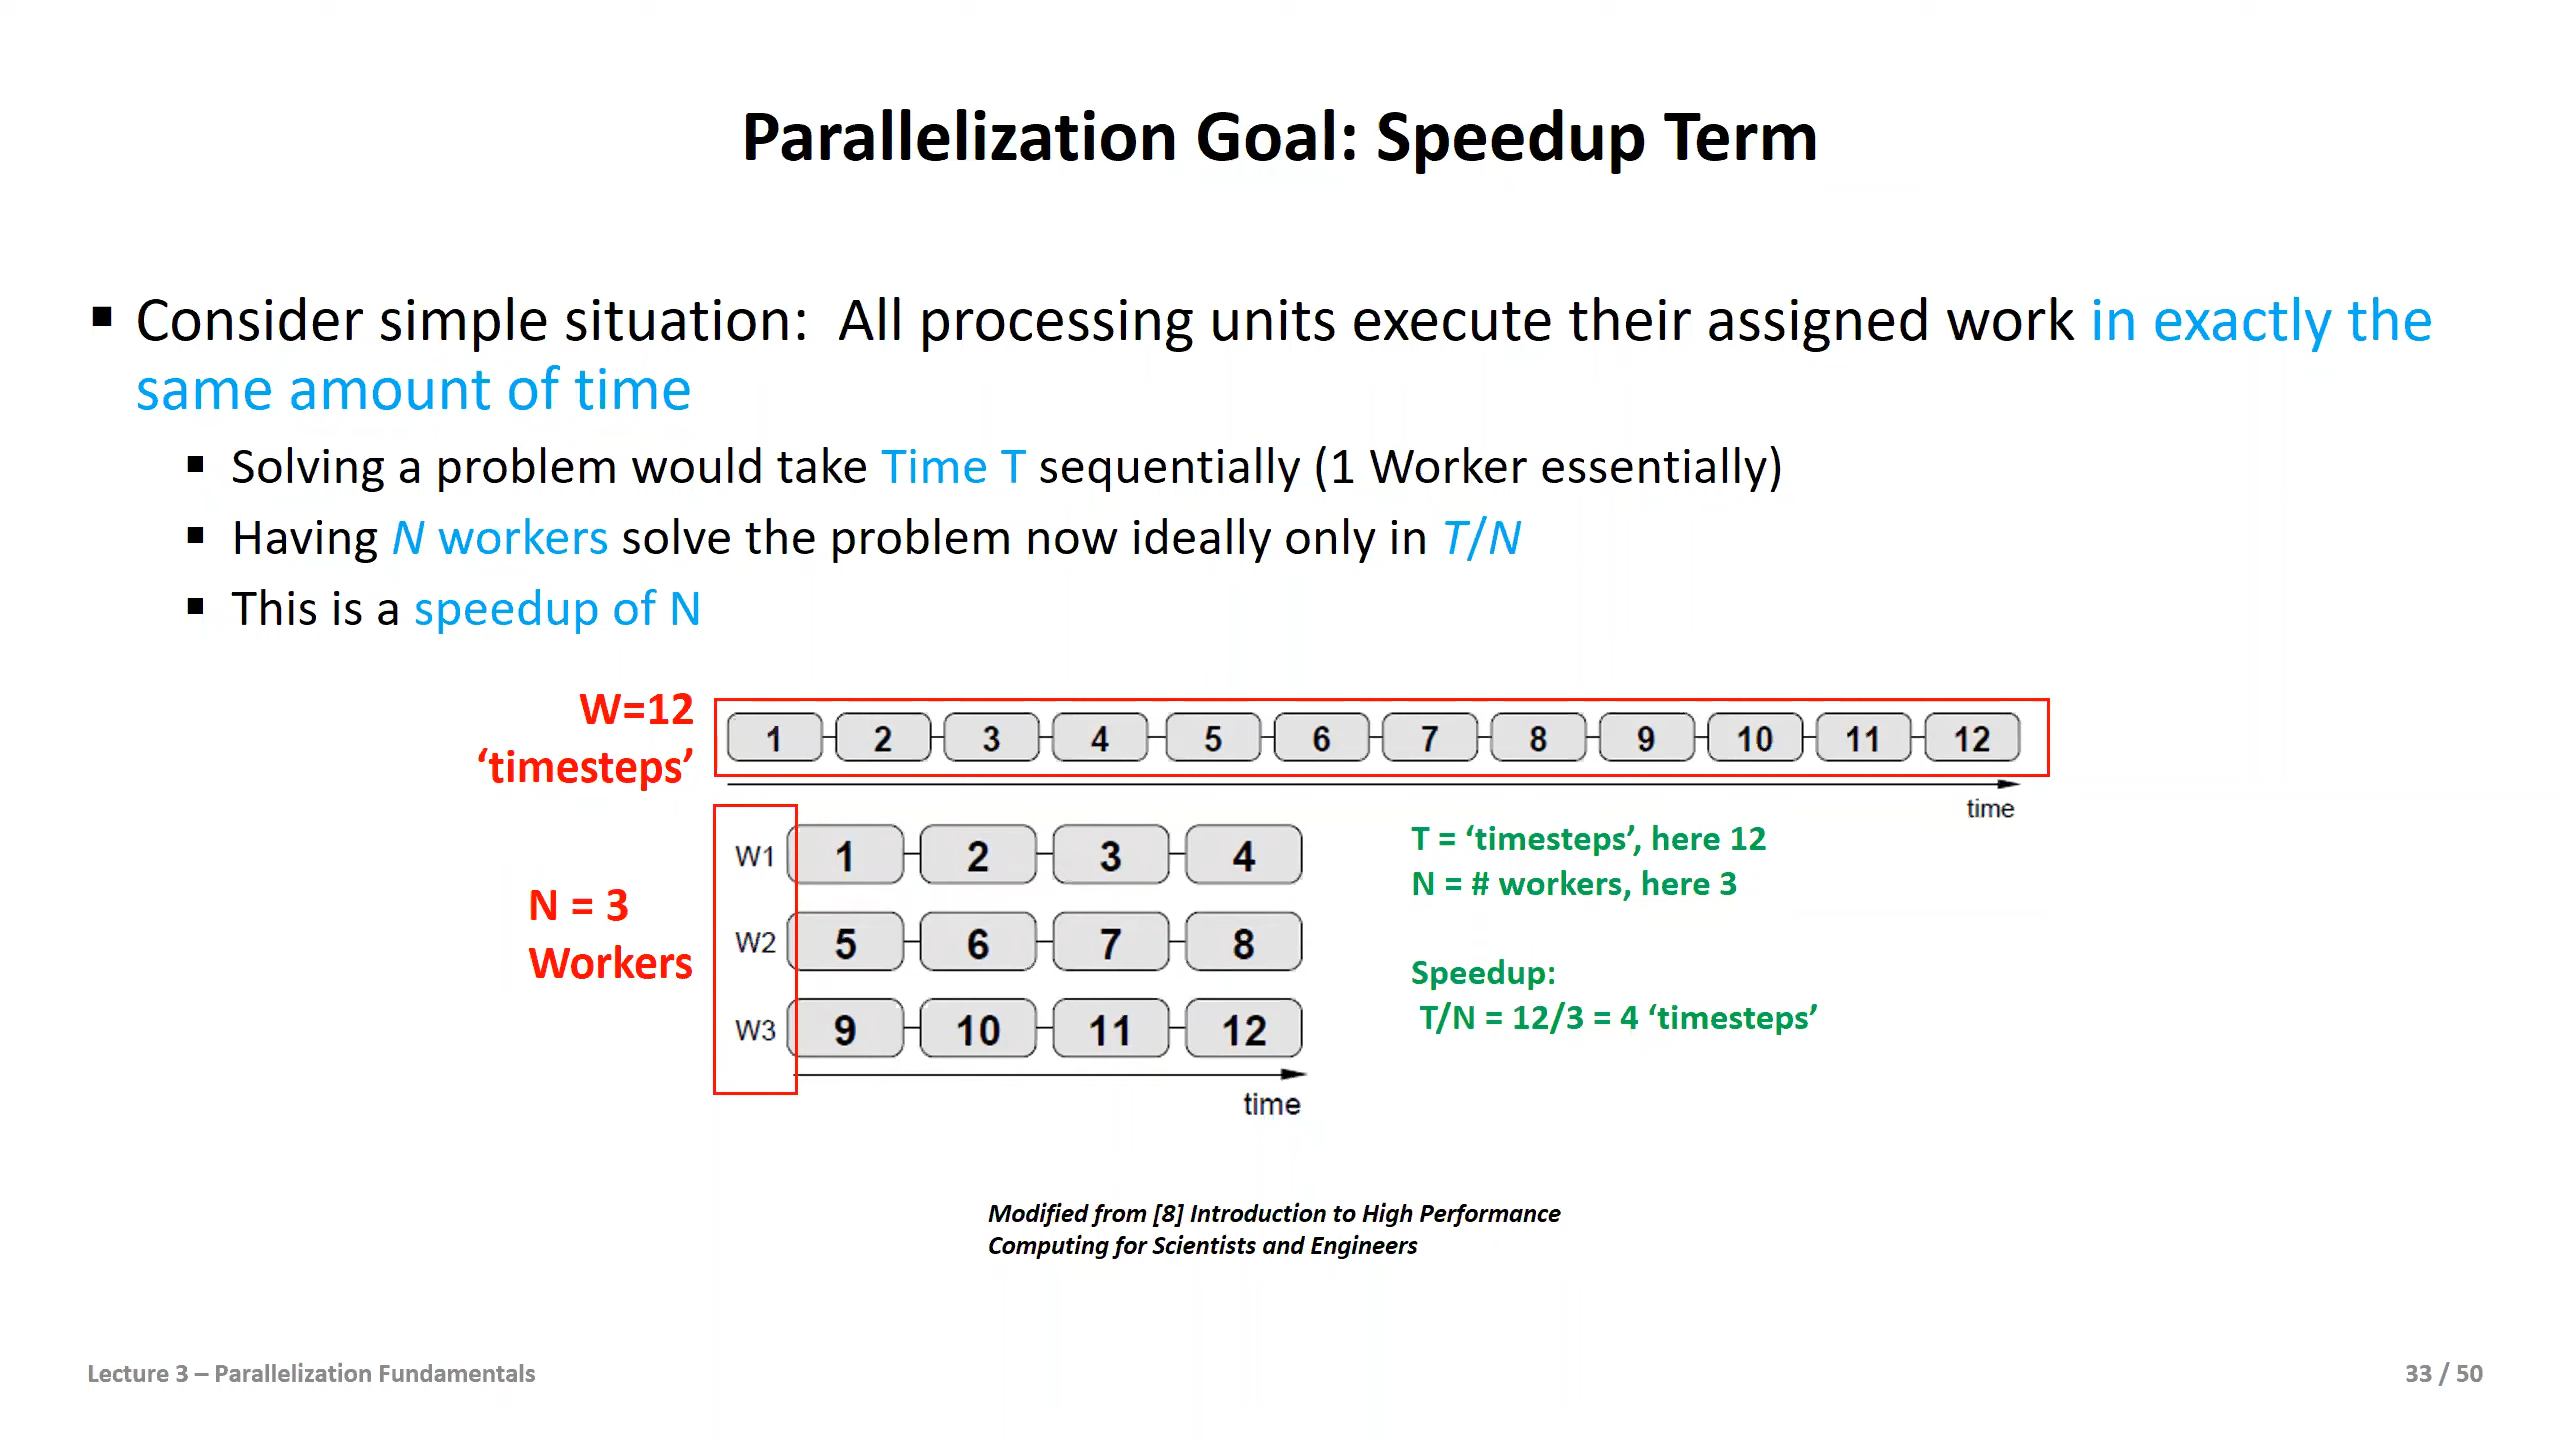 Parallelization Goal: Speedup Term
▪ Consider simple situation:  All processing units execute their assigned work in exactly the
same amount of time
▪ Solving a problem would take Time T sequentially (1 Worker essentially)
▪ Having N workers solve the problem now ideally only in T/N
▪ This is a speedup of N
W=12
‘timesteps’
1 2 3 4 5 6 7 8 9 10 11 12
time
N = 3
Workers
W1 1 2 3 4
W2 5 6 7 8
W3 9 10 11 12
time
T = ‘timesteps’, here 12
N = # workers, here 3
Speedup:
T/N = 12/3 = 4 ‘timesteps’
Modified from [8] Introduction to High Performance
Computing for Scientists and Engineers
Lecture 3 – Parallelization Fundamentals
33 / 50